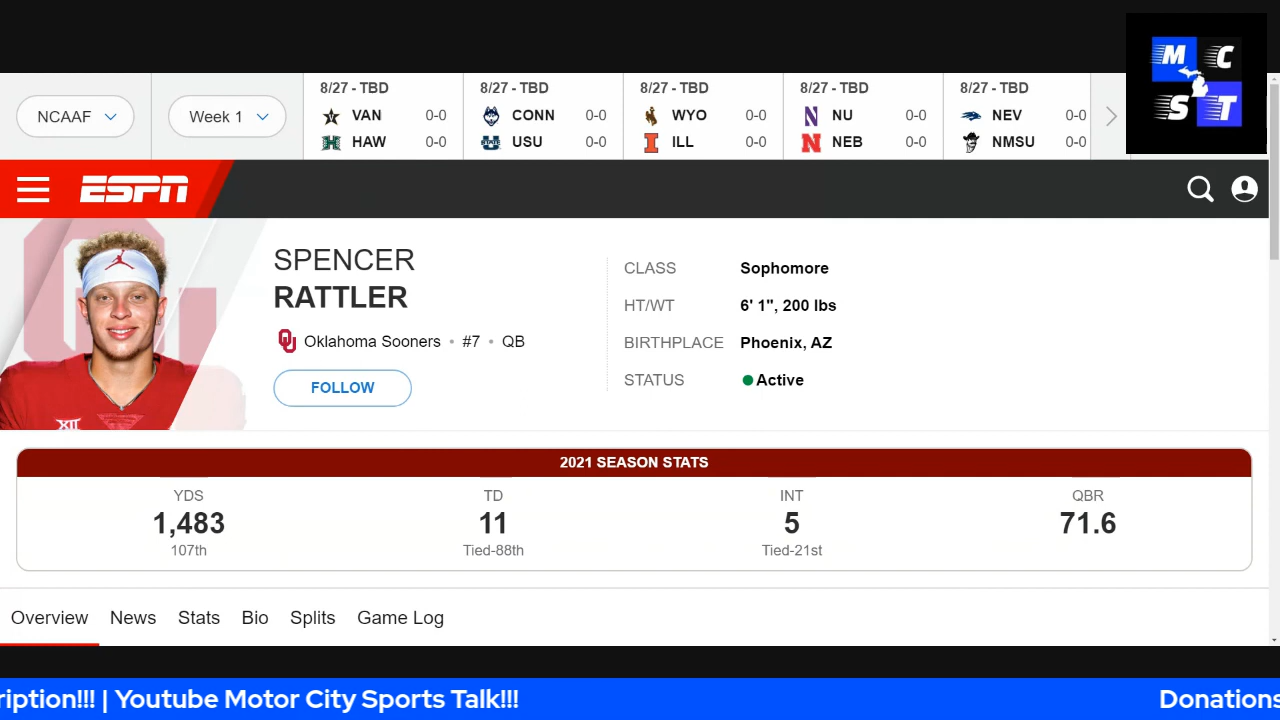 M C
S T
NCAAF
Week 1
8/27 - TBD
VAN 0-0
HAW 0-0
8/27 - TBD
CONN 0-0
USU 0-0
8/27 - TBD
WYO 0-0
ILL 0-0
8/27 - TBD
NU 0-0
NEB 0-0
8/27 - TBD
NEV 0-0
NMSU 0-0
ESPN
SPENCER
RATTLER
Oklahoma Sooners • #7 • QB
FOLLOW
CLASS Sophomore
HT/WT 6' 1", 200 lbs
BIRTHPLACE Phoenix, AZ
STATUS Active
XII
2021 SEASON STATS
YDS TD INT QBR
1,483 11 5 71.6
107th Tied-88th Tied-21st
Overview News Stats Bio Splits Game Log
ription!!! | Youtube Motor City Sports Talk!!! Donations